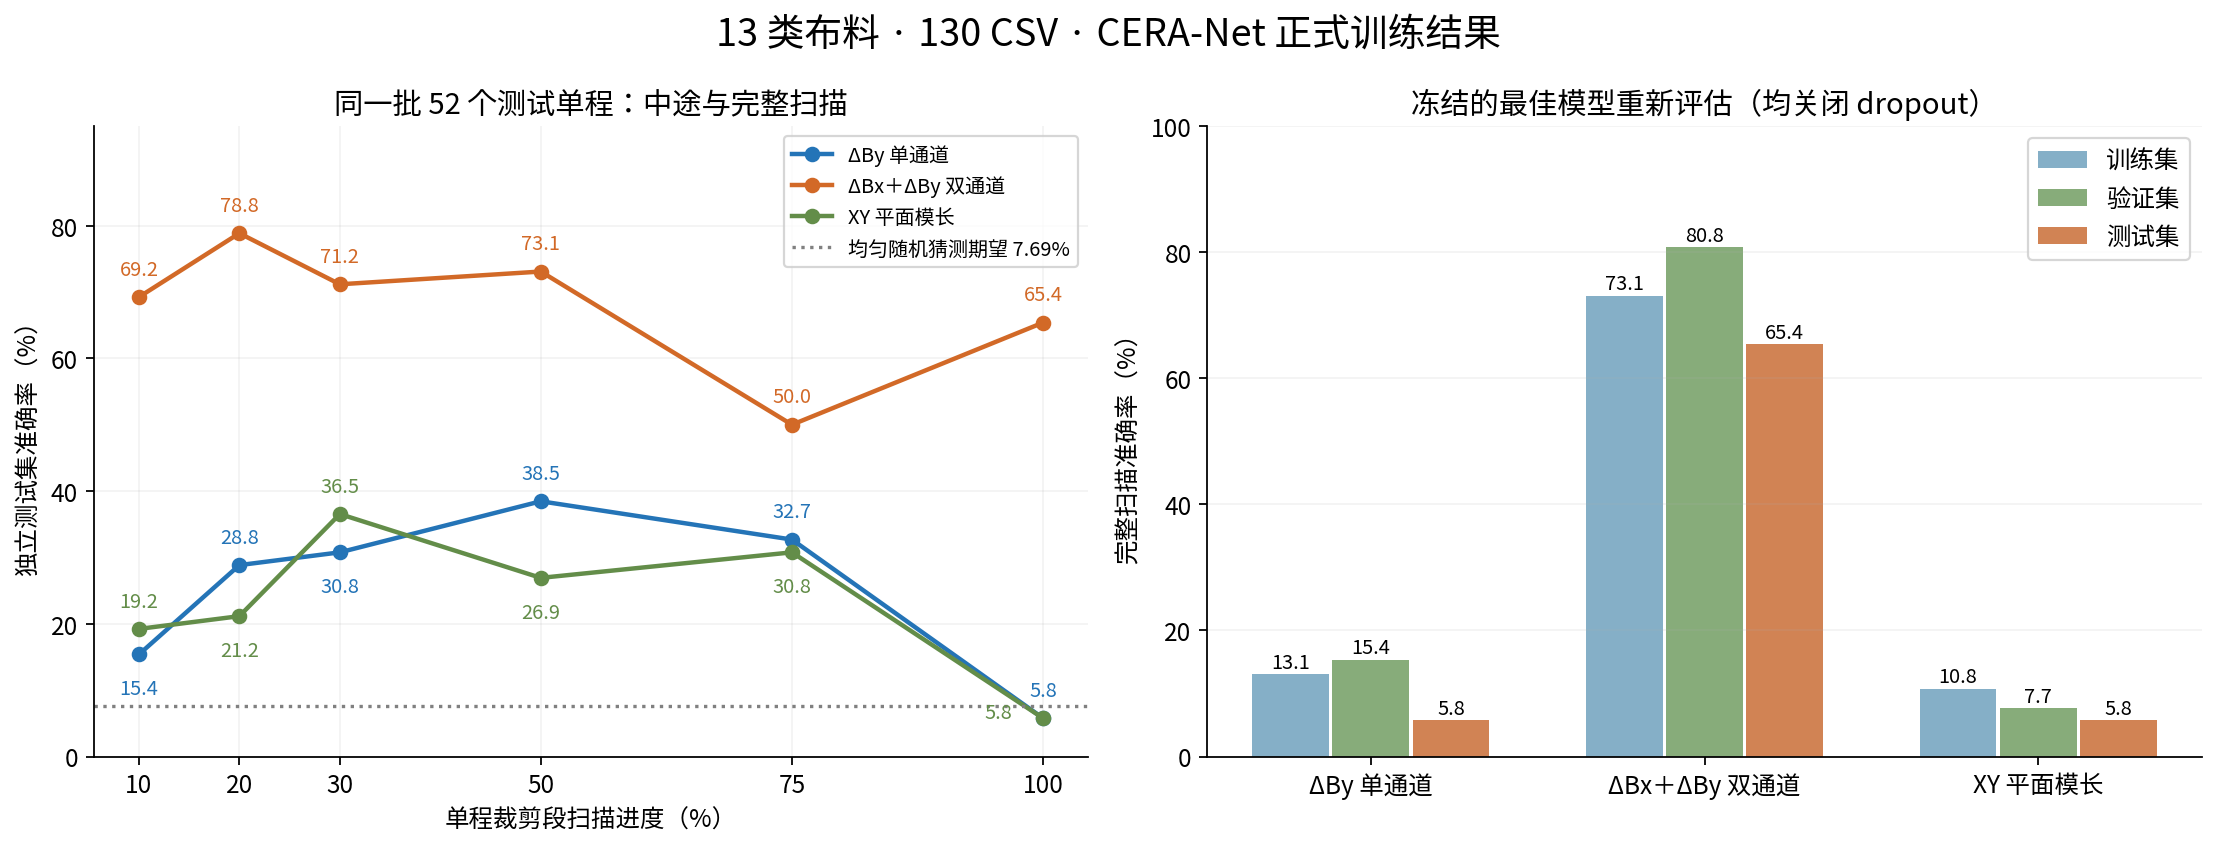 13 类布料 · 130 CSV · CERA-Net 正式训练结果
同一批 52 个测试单程：中途与完整扫描
独立测试集准确率（%）
80
60
40
20
0
10
20
30
50
75
100
单程裁剪段扫描进度（%）
ΔBy 单通道
ΔBx＋ΔBy 双通道
XY 平面模长
均匀随机猜测期望 7.69%
69.2
78.8
71.2
73.1
50.0
65.4
15.4
28.8
30.8
38.5
32.7
5.8
19.2
21.2
36.5
26.9
30.8
5.8
冻结的最佳模型重新评估（均关闭 dropout）
完整扫描准确率（%）
100
80
60
40
20
0
训练集
验证集
测试集
13.1
15.4
5.8
73.1
80.8
65.4
10.8
7.7
5.8
ΔBy 单通道
ΔBx＋ΔBy 双通道
XY 平面模长